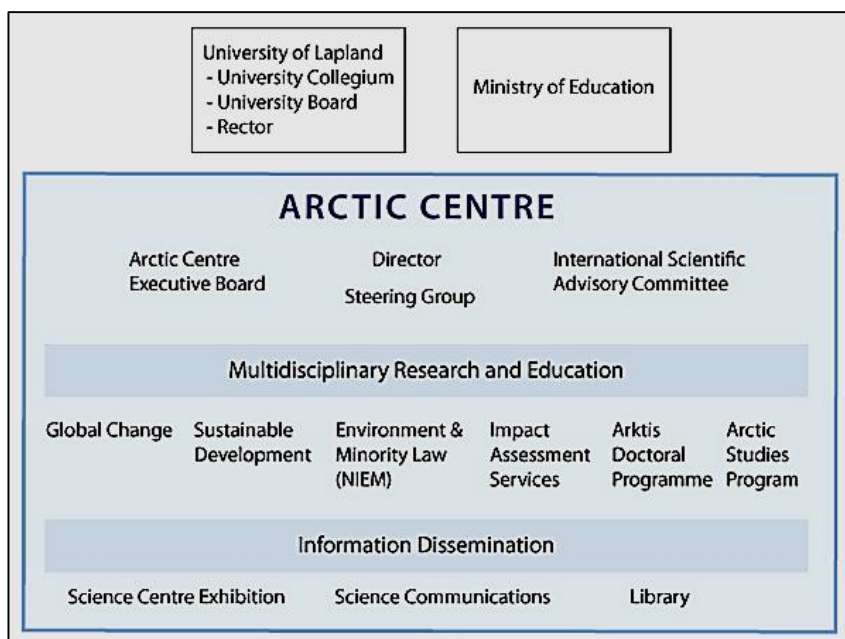 University of Lapland
- University Collegium
- University Board
- Rector
Ministry of Education
ARCTIC CENTRE
Arctic Centre
Executive Board
Director
Steering Group
International Scientific
Advisory Committee
Multidisciplinary Research and Education
Global Change
Sustainable
Development
Environment &
Minority Law
(NIEM)
Impact
Assessment
Services
Arktis
Doctoral
Programme
Arctic
Studies
Program
Information Dissemination
Science Centre Exhibition
Science Communications
Library